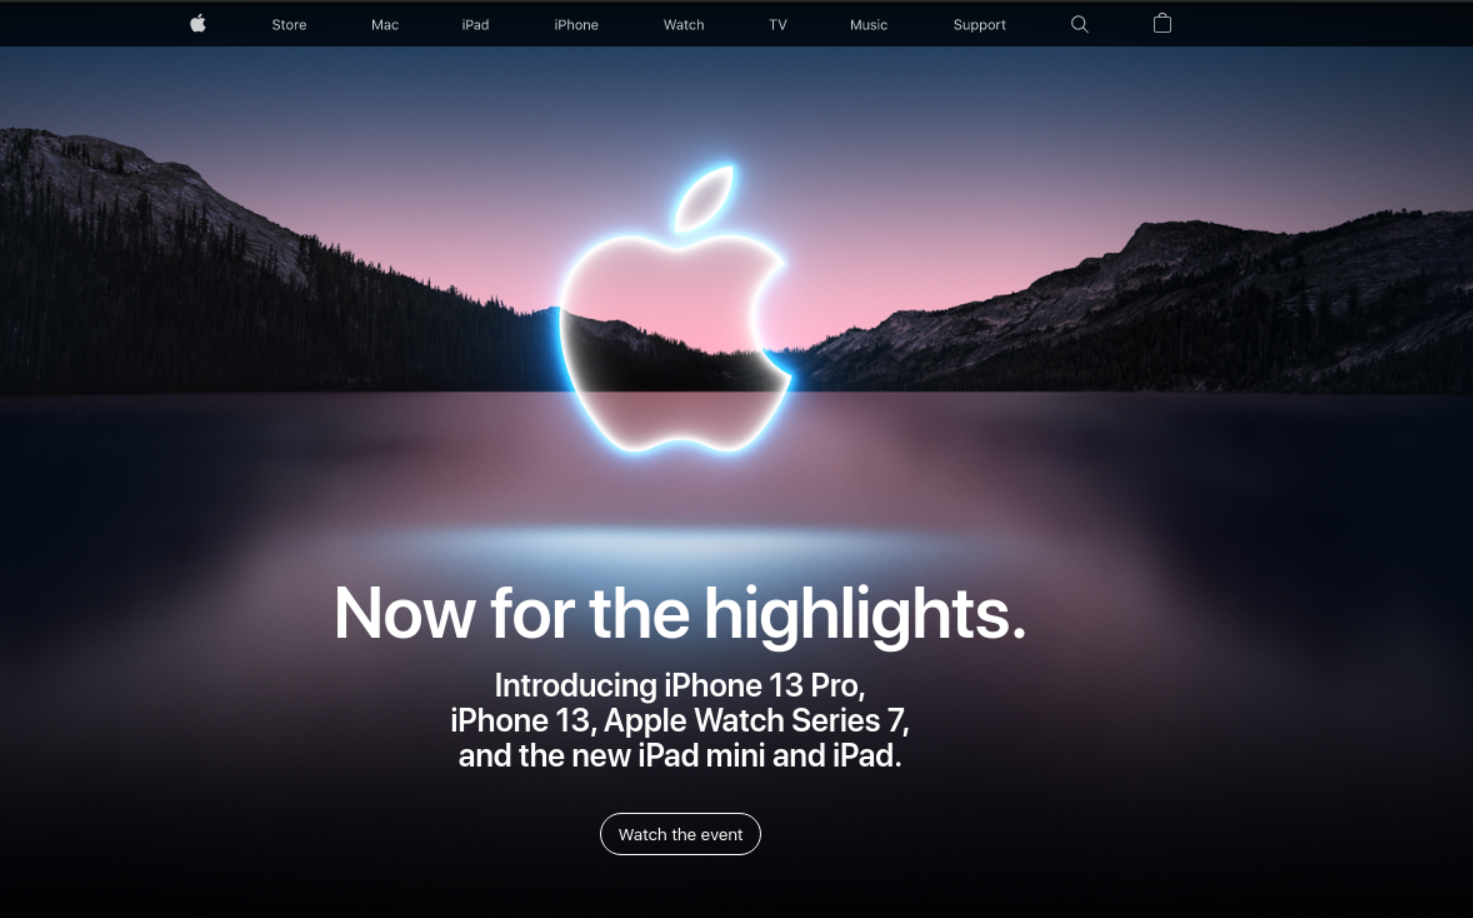 Store Mac iPad iPhone Watch TV Music Support
Now for the highlights.
Introducing iPhone 13 Pro,
iPhone 13, Apple Watch Series 7,
and the new iPad mini and iPad.
Watch the event